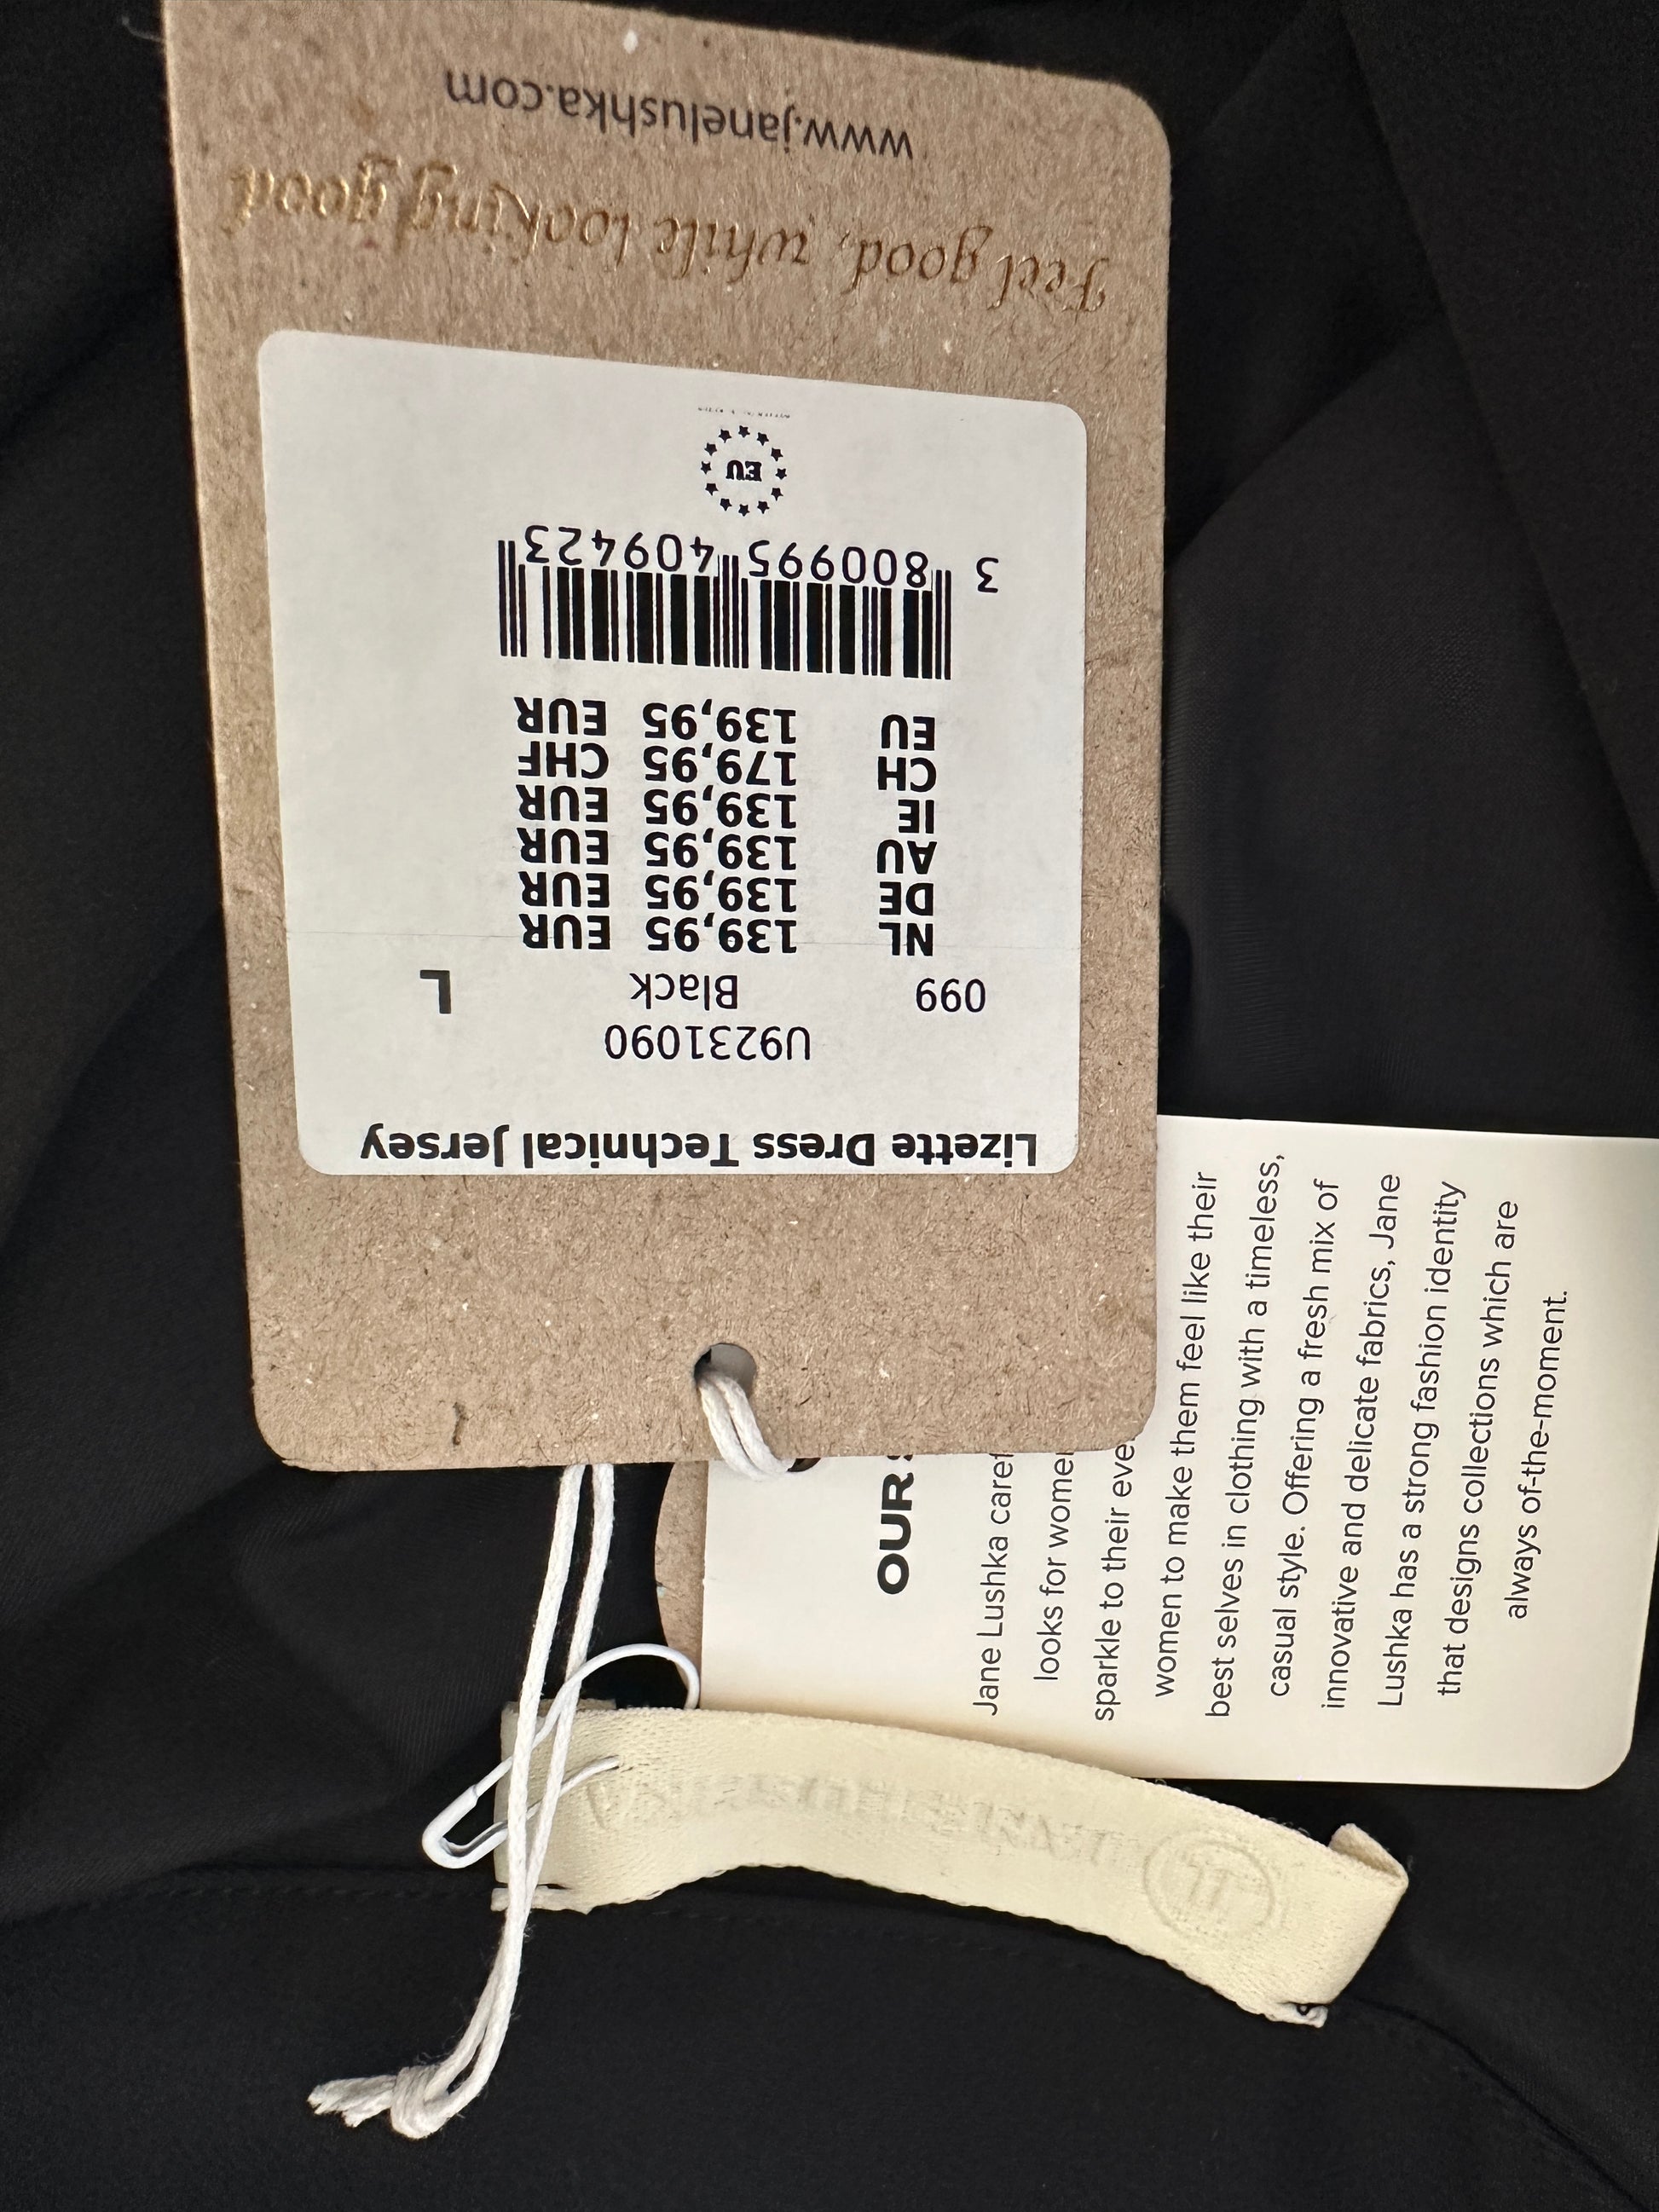 Lizette Dress Technical Jersey
U9231090
099 Black L
NL 139,95 EUR
DE 139,95 EUR
AU 139,95 EUR
IE 139,95 EUR
CH 179,95 CHF
EU 139,95 EUR
3 800995 409423
EU
Feel good, while looking good
www.janelushka.com
OUR
Jane Lushka
looks for
sparkle to their
women to make them feel like their
best selves in clothing with a timeless,
casual style. Offering a fresh mix of
innovative and delicate fabrics, Jane
Lushka has a strong fashion identity
that designs collections which are
always of-the-moment.
JL JANE LUSHKA